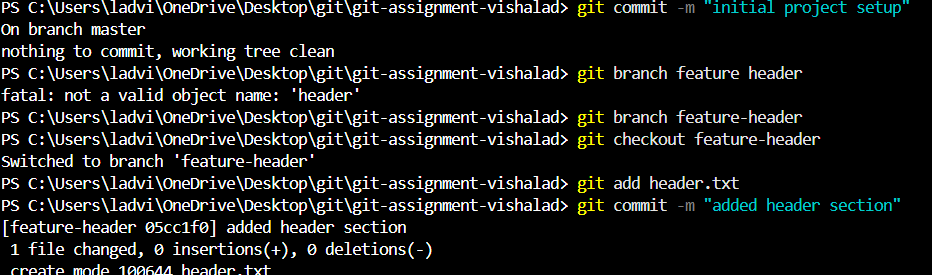 PS C:\Users\ladvi\OneDrive\Desktop\git\git-assignment-vishalad> git commit -m "initial project setup"
On branch master
nothing to commit, working tree clean
PS C:\Users\ladvi\OneDrive\Desktop\git\git-assignment-vishalad> git branch feature header
fatal: not a valid object name: 'header'
PS C:\Users\ladvi\OneDrive\Desktop\git\git-assignment-vishalad> git branch feature-header
PS C:\Users\ladvi\OneDrive\Desktop\git\git-assignment-vishalad> git checkout feature-header
Switched to branch 'feature-header'
PS C:\Users\ladvi\OneDrive\Desktop\git\git-assignment-vishalad> git add header.txt
PS C:\Users\ladvi\OneDrive\Desktop\git\git-assignment-vishalad> git commit -m "added header section"
[feature-header 05cc1f0] added header section
 1 file changed, 0 insertions(+), 0 deletions(-)
 create mode 100644 header.txt